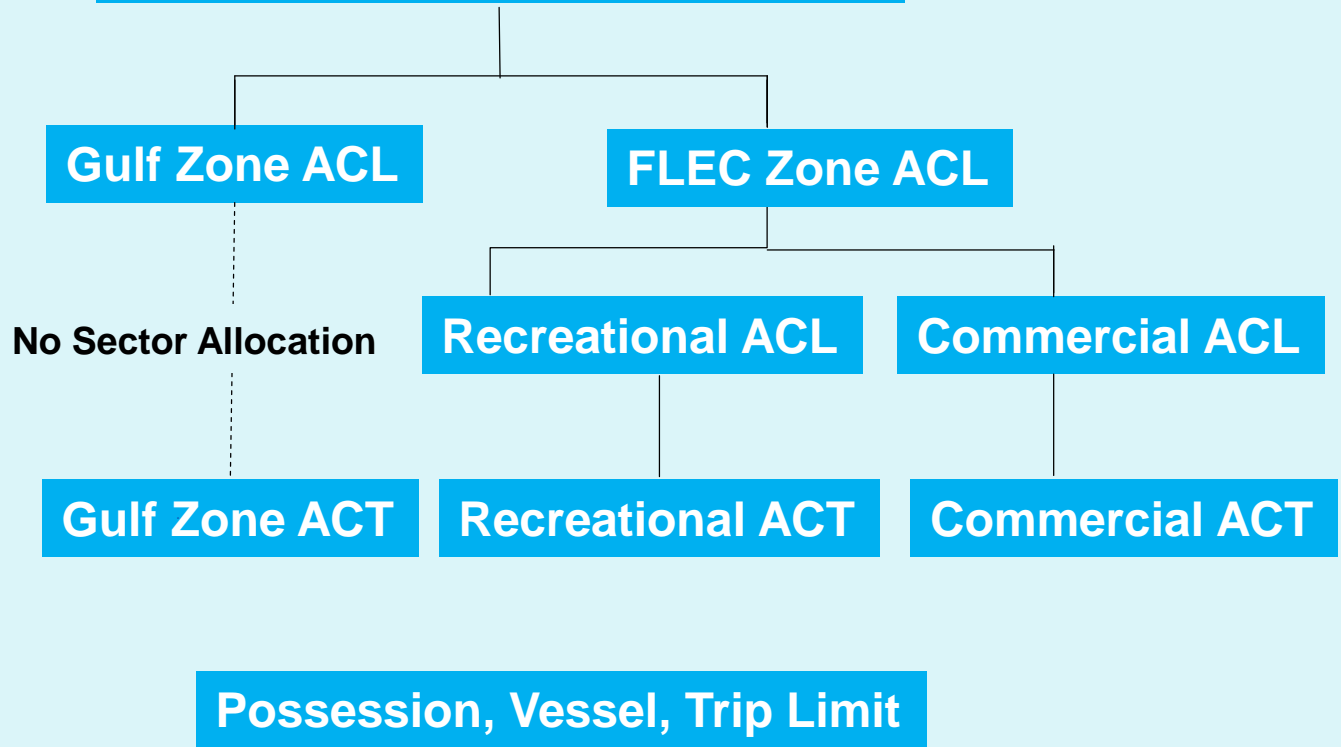 Gulf Zone ACL
FLEC Zone ACL
No Sector Allocation
Recreational ACL
Commercial ACL
Gulf Zone ACT
Recreational ACT
Commercial ACT
Possession, Vessel, Trip Limit